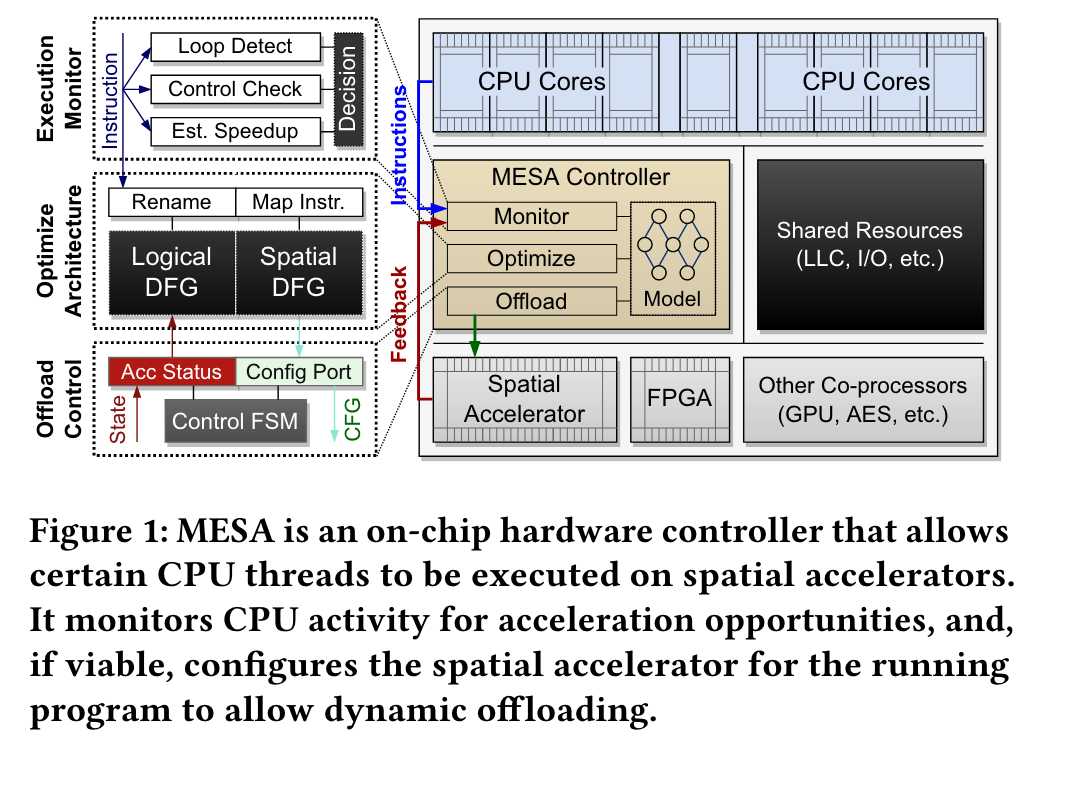 Execution
Monitor
Instruction
Loop Detect
Control Check
Est. Speedup
Decision
Optimize
Architecture
Rename
Map Instr.
Logical
DFG
Spatial
DFG
Offload
Control
Acc Status
Config Port
State
Control FSM
CFG
Instructions
Feedback
CPU Cores
CPU Cores
MESA Controller
Monitor
Optimize
Offload
Model
Shared Resources
(LLC, I/O, etc.)
Spatial
Accelerator
FPGA
Other Co-processors
(GPU, AES, etc.)
Figure 1: MESA is an on-chip hardware controller that allows
certain CPU threads to be executed on spatial accelerators.
It monitors CPU activity for acceleration opportunities, and,
if viable, configures the spatial accelerator for the running
program to allow dynamic offloading.